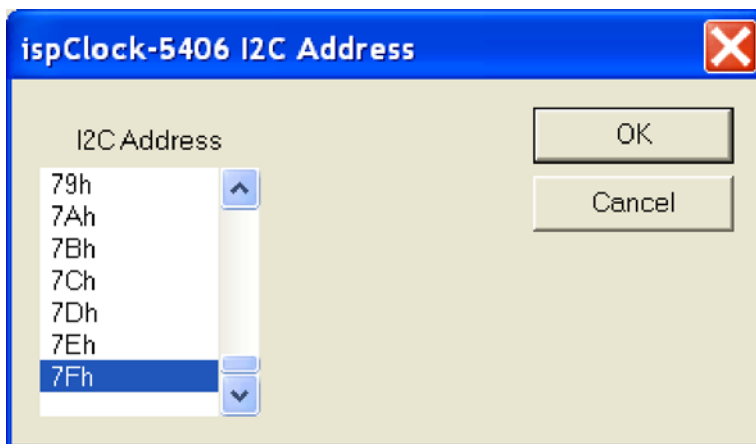 ispClock-5406 I2C Address
I2C Address
79h
7Ah
7Bh
7Ch
7Dh
7Eh
7Fh
OK
Cancel